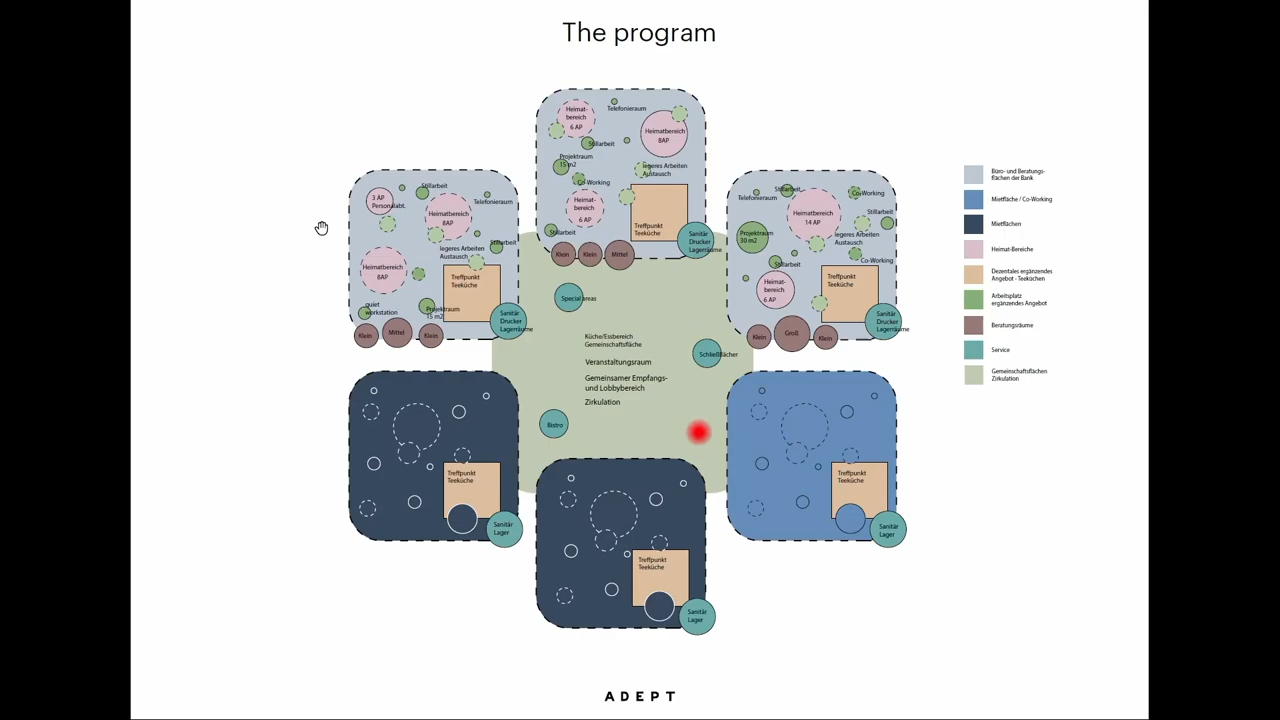 The program
Heimat-
bereich
6 AP
Telefonieraum
Heimatbereich
8AP
Stillarbeit
Projektraum
15 m2
legeres Arbeiten
Austausch
Co-Working
Heimat-
bereich
6 AP
Treffpunkt
Teeküche
Stillarbeit
Sanitär
Drucker
Lagerräume
Klein
Klein
Mittel
3 AP
Personalabt.
Stillarbeit
Telefonieraum
Heimatbereich
8AP
legeres Arbeiten
Austausch
Stillarbeit
Heimatbereich
8AP
Treffpunkt
Teeküche
quiet
workstation
Projektraum
15 m2
Sanitär
Drucker
Lagerräume
Klein
Mittel
Klein
Telefonieraum
Stillarbeit
Co-Working
Heimatbereich
14 AP
Stillarbeit
legeres Arbeiten
Austausch
Projektraum
30 m2
Stillarbeit
Co-Working
Heimat-
bereich
6 AP
Treffpunkt
Teeküche
Sanitär
Drucker
Lagerräume
Klein
Groß
Klein
Special areas
Küche/Essbereich
Gemeinschaftsfläche
Schließfächer
Veranstaltungsraum
Gemeinsamer Empfangs-
und Lobbybereich
Zirkulation
Bistro
Treffpunkt
Teeküche
Sanitär
Lager
Treffpunkt
Teeküche
Sanitär
Lager
Treffpunkt
Teeküche
Sanitär
Lager
Büro- und Beratungs-
flächen der Bank
Mietfläche / Co-Working
Mietflächen
Heimat-Bereiche
Dezentales ergänzendes
Angebot - Teeküchen
Arbeitsplatz
ergänzendes Angebot
Beratungsräume
Service
Gemeinschaftsflächen
Zirkulation
ADEPT